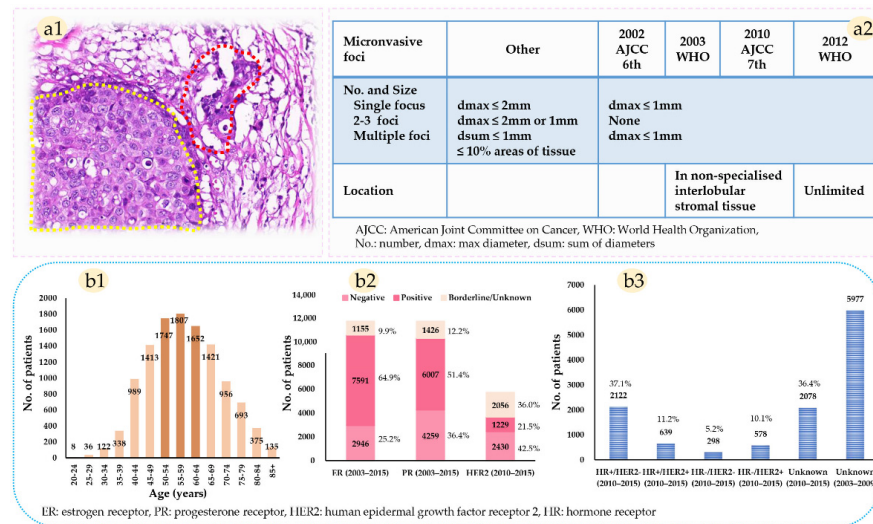 a1
a2
Micronvasive foci
Other
2002 AJCC 6th
2003 WHO
2010 AJCC 7th
2012 WHO
No. and Size
Single focus dmax ≤ 2mm dmax ≤ 1mm
2-3 foci dmax ≤ 2mm or 1mm None
Multiple foci dsum ≤ 1mm dmax ≤ 1mm
≤ 10% areas of tissue
Location
In non-specialised interlobular stromal tissue
Unlimited
AJCC: American Joint Committee on Cancer, WHO: World Health Organization,
No.: number, dmax: max diameter, dsum: sum of diameters
b1
No. of patients
2000
1800
1600
1400
1200
1000
800
600
400
200
0
8
36
122
338
989
1413
1747
1807
1652
1421
956
693
375
135
20-24
25-29
30-34
35-39
40-44
45-49
50-54
55-59
60-64
65-69
70-74
75-79
80-84
85+
Age (years)
b2
Negative Positive Borderline/Unknown
No. of patients
14,000
12,000
10,000
8000
6000
4000
2000
0
1155 9.9%
7591 64.9%
2946 25.2%
1426 12.2%
6007 51.4%
4259 36.4%
2056 36.0%
1229 21.5%
2430 42.5%
ER (2003–2015)
PR (2003–2015)
HER2 (2010–2015)
b3
No. of patients
7000
6000
5000
4000
3000
2000
1000
0
37.1%
2122
11.2%
639
5.2%
298
10.1%
578
36.4%
2078
5977
HR+/HER2- (2010–2015)
HR+/HER2+ (2010–2015)
HR-/HER2- (2010–2015)
HR-/HER2+ (2010–2015)
Unknown (2010–2015)
Unknown (2003–2009)
ER: estrogen receptor, PR: progesterone receptor, HER2: human epidermal growth factor receptor 2, HR: hormone receptor